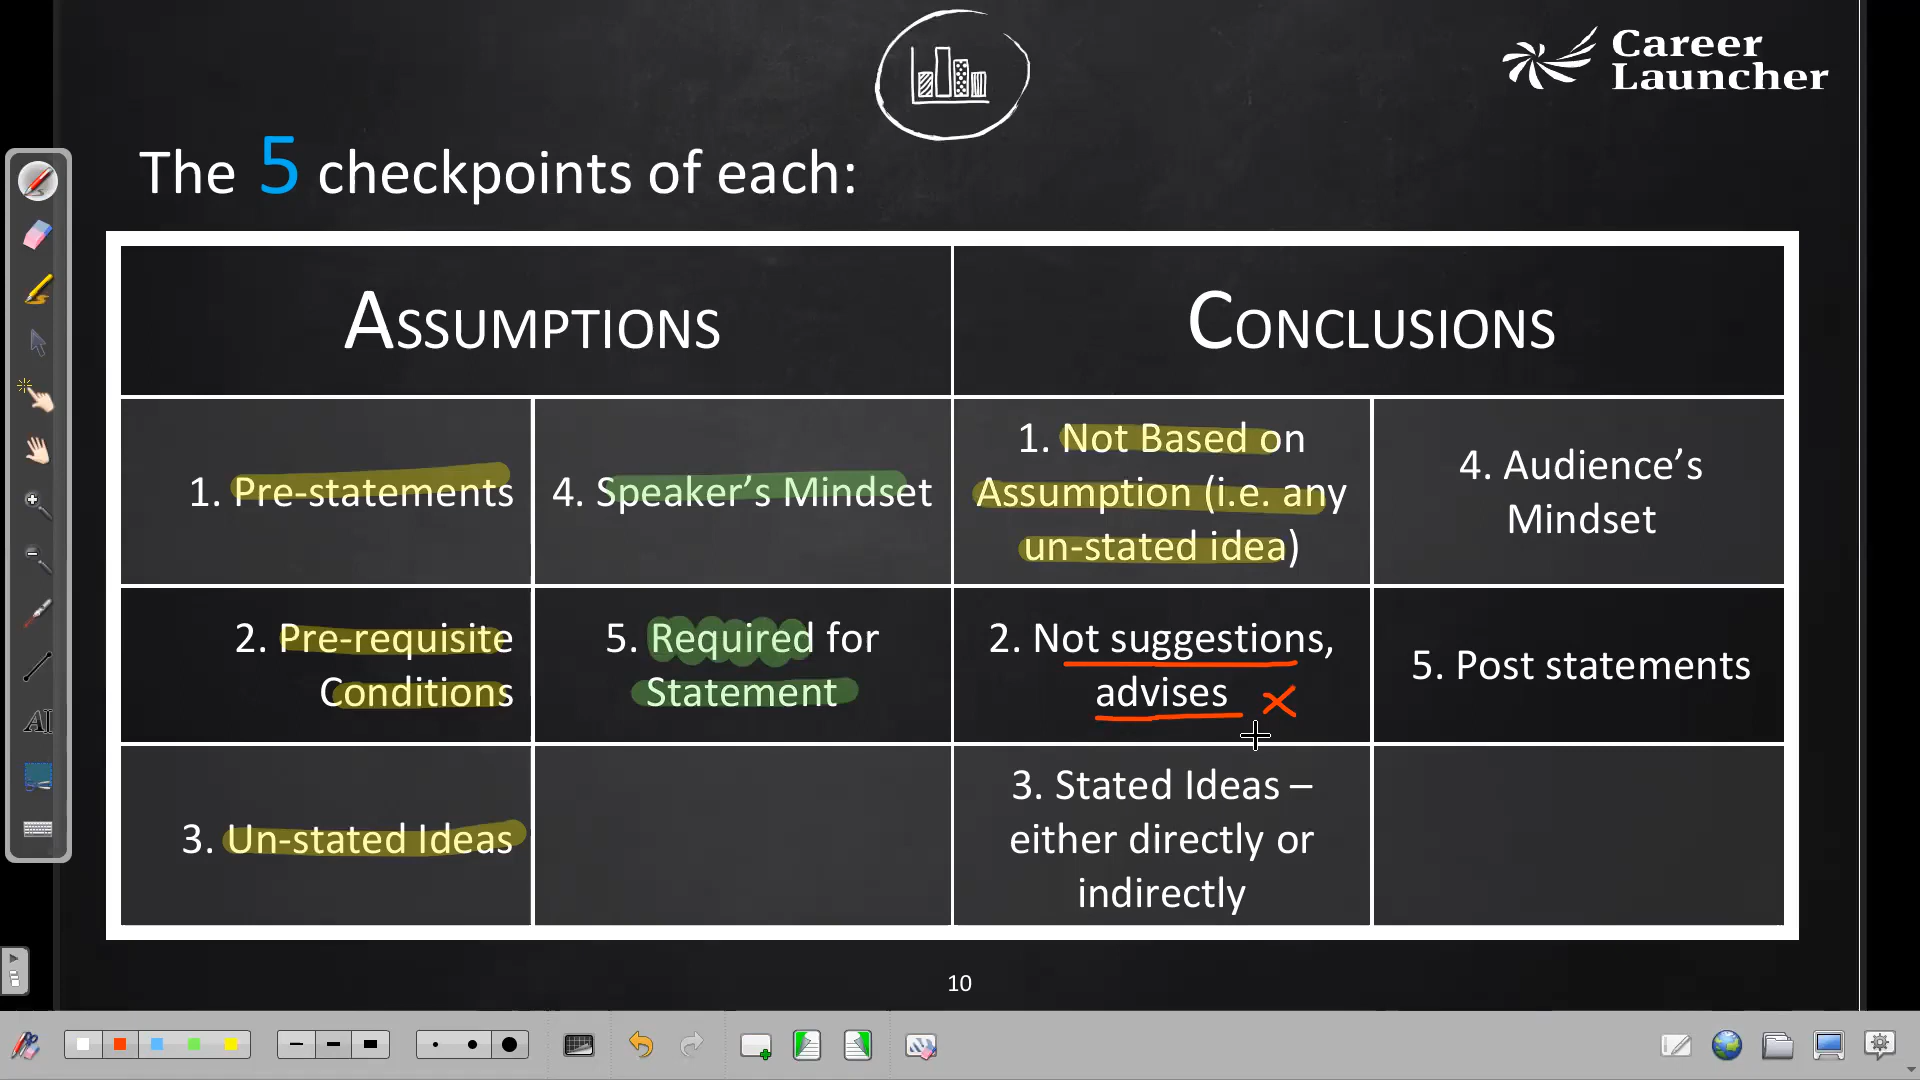 Career
Launcher
The 5 checkpoints of each:
ASSUMPTIONS
CONCLUSIONS
1. Pre-statements
4. Speaker’s Mindset
1. Not Based on
Assumption (i.e. any
un-stated idea)
4. Audience’s
Mindset
2. Pre-requisite
Conditions
5. Required for
Statement
2. Not suggestions,
advises
5. Post statements
3. Un-stated Ideas
3. Stated Ideas –
either directly or
indirectly
10
AI